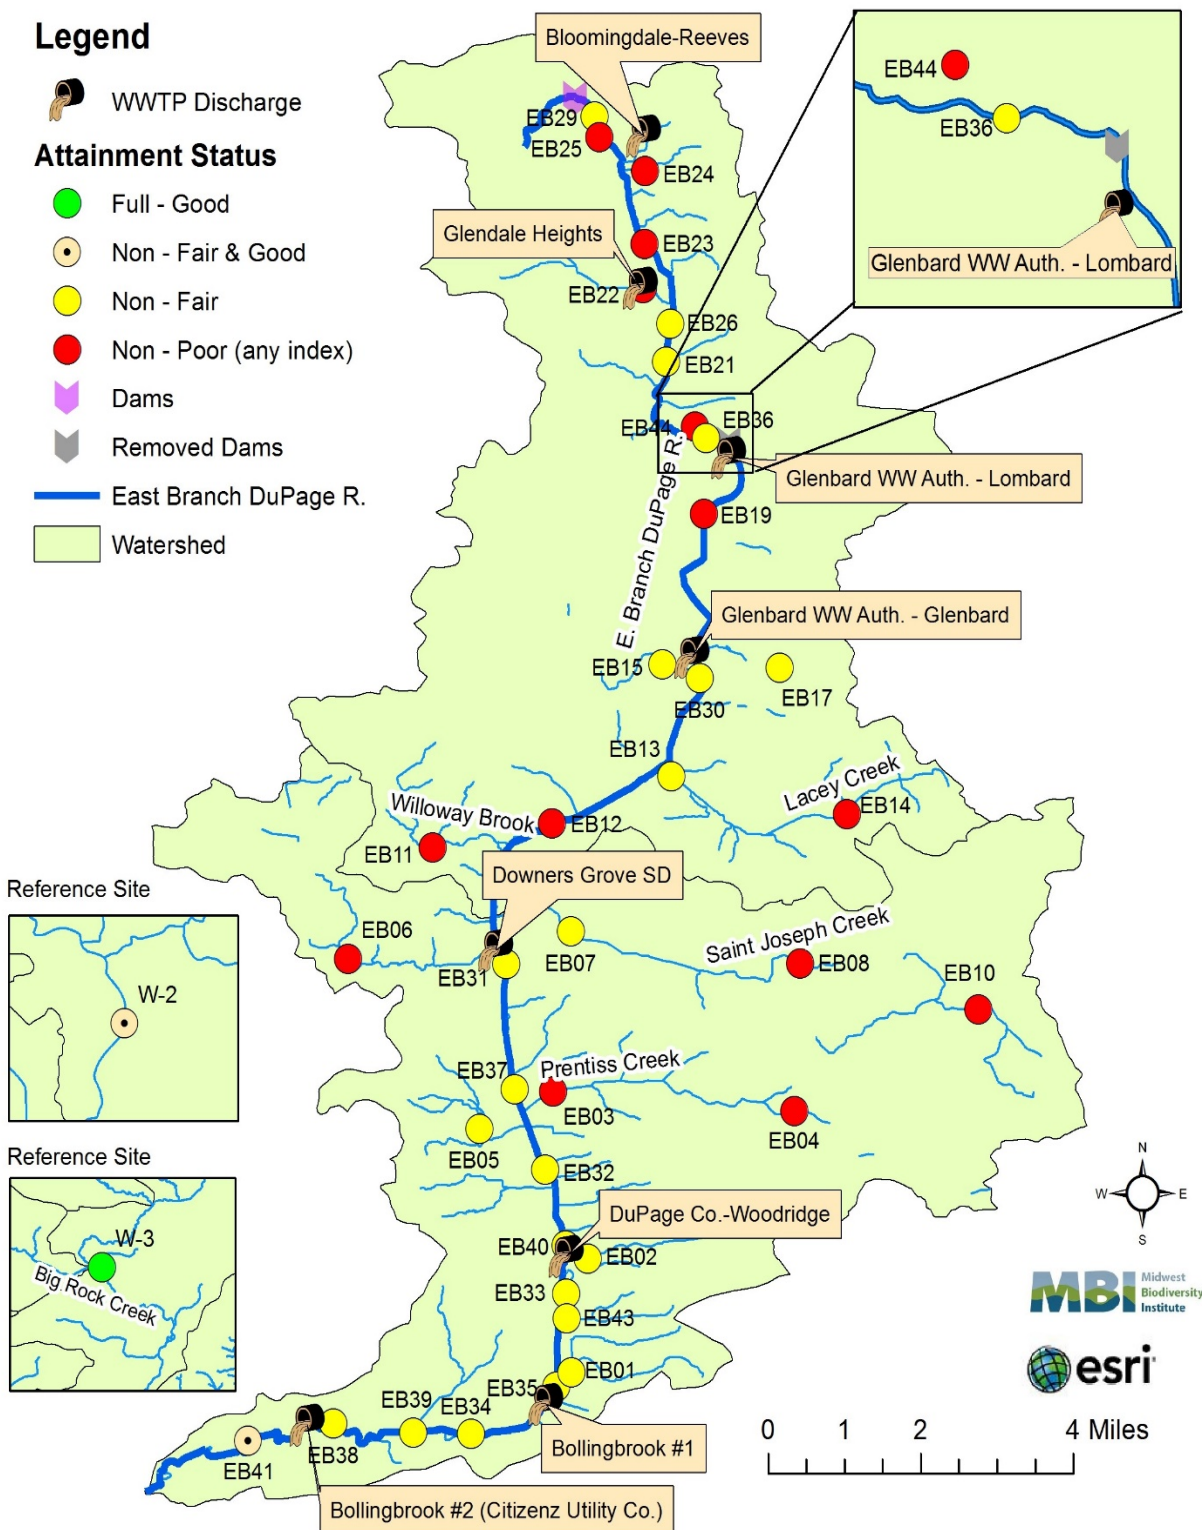 Legend
WWTP Discharge
Attainment Status
Full - Good
Non - Fair & Good
Non - Fair
Non - Poor (any index)
Dams
Removed Dams
East Branch DuPage R.
Watershed
Bloomingdale-Reeves
EB29
EB25
EB24
Glendale Heights
EB23
EB22
EB26
EB21
EB44
EB36
Glenbard WW Auth. - Lombard
EB44
EB36
Glenbard WW Auth. - Lombard
E. Branch DuPage R.
EB19
Glenbard WW Auth. - Glenbard
EB15
EB17
EB30
EB13
Lacey Creek
EB14
Willoway Brook
EB12
EB11
Downers Grove SD
Reference Site
W-2
EB06
EB07
EB31
Saint Joseph Creek
EB08
EB10
EB37
Prentiss Creek
EB03
EB04
EB05
EB32
Reference Site
W-3
Big Rock Creek
DuPage Co.-Woodridge
EB40
EB02
EB33
EB43
EB01
EB35
EB39
EB34
EB38
EB41
Bollingbrook #1
Bollingbrook #2 (Citizenz Utility Co.)
N
W
E
S
MBI
Midwest
Biodiversity
Institute
esri
0 1 2 4 Miles